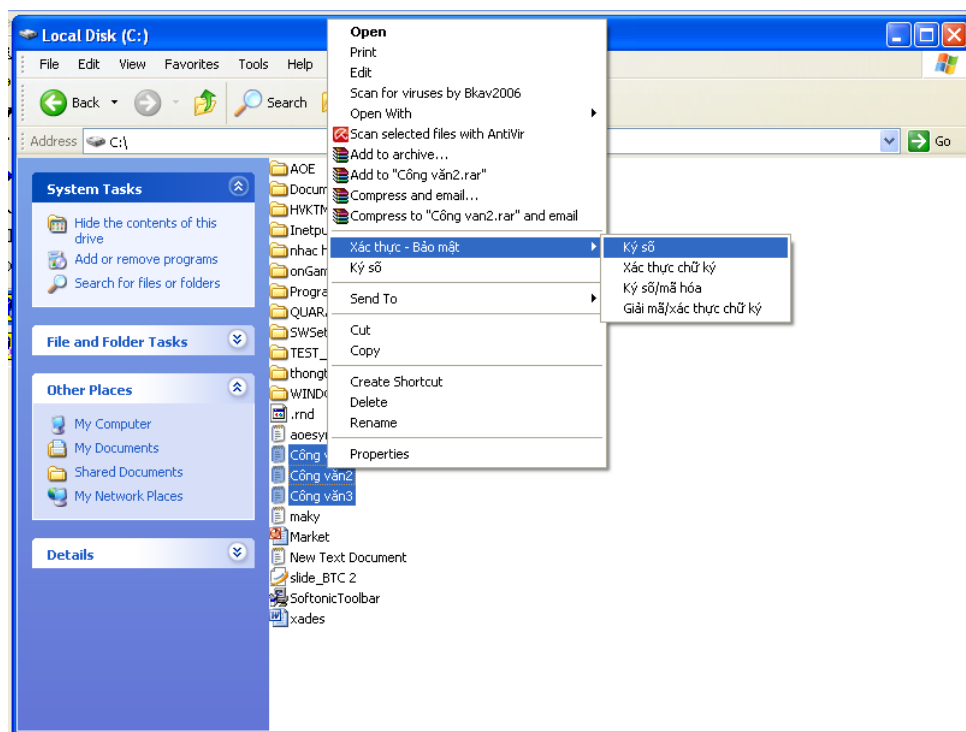 Local Disk (C:)
File Edit View Favorites Tools Help
Back Search
Address C:\ Go
System Tasks
Hide the contents of this
drive
Add or remove programs
Search for files or folders
File and Folder Tasks
Other Places
My Computer
My Documents
Shared Documents
My Network Places
Details
AOE
Docum
HVKTM
Inetpu
nhac h
onGam
Progra
QUARA
SWSet
TEST_
thongt
WINDO
.rnd
aoesyn
Công v
Công văn2
Công văn3
maky
Market
New Text Document
slide_BTC 2
SoftonicToolbar
xades
Open
Print
Edit
Scan for viruses by Bkav2006
Open With
Scan selected files with AntiVir
Add to archive...
Add to "Công văn2.rar"
Compress and email...
Compress to "Công van2.rar" and email
Xác thực - Bảo mật
Ký số
Send To
Cut
Copy
Create Shortcut
Delete
Rename
Properties
Ký số
Xác thực chữ ký
Ký số/mã hóa
Giải mã/xác thực chữ ký